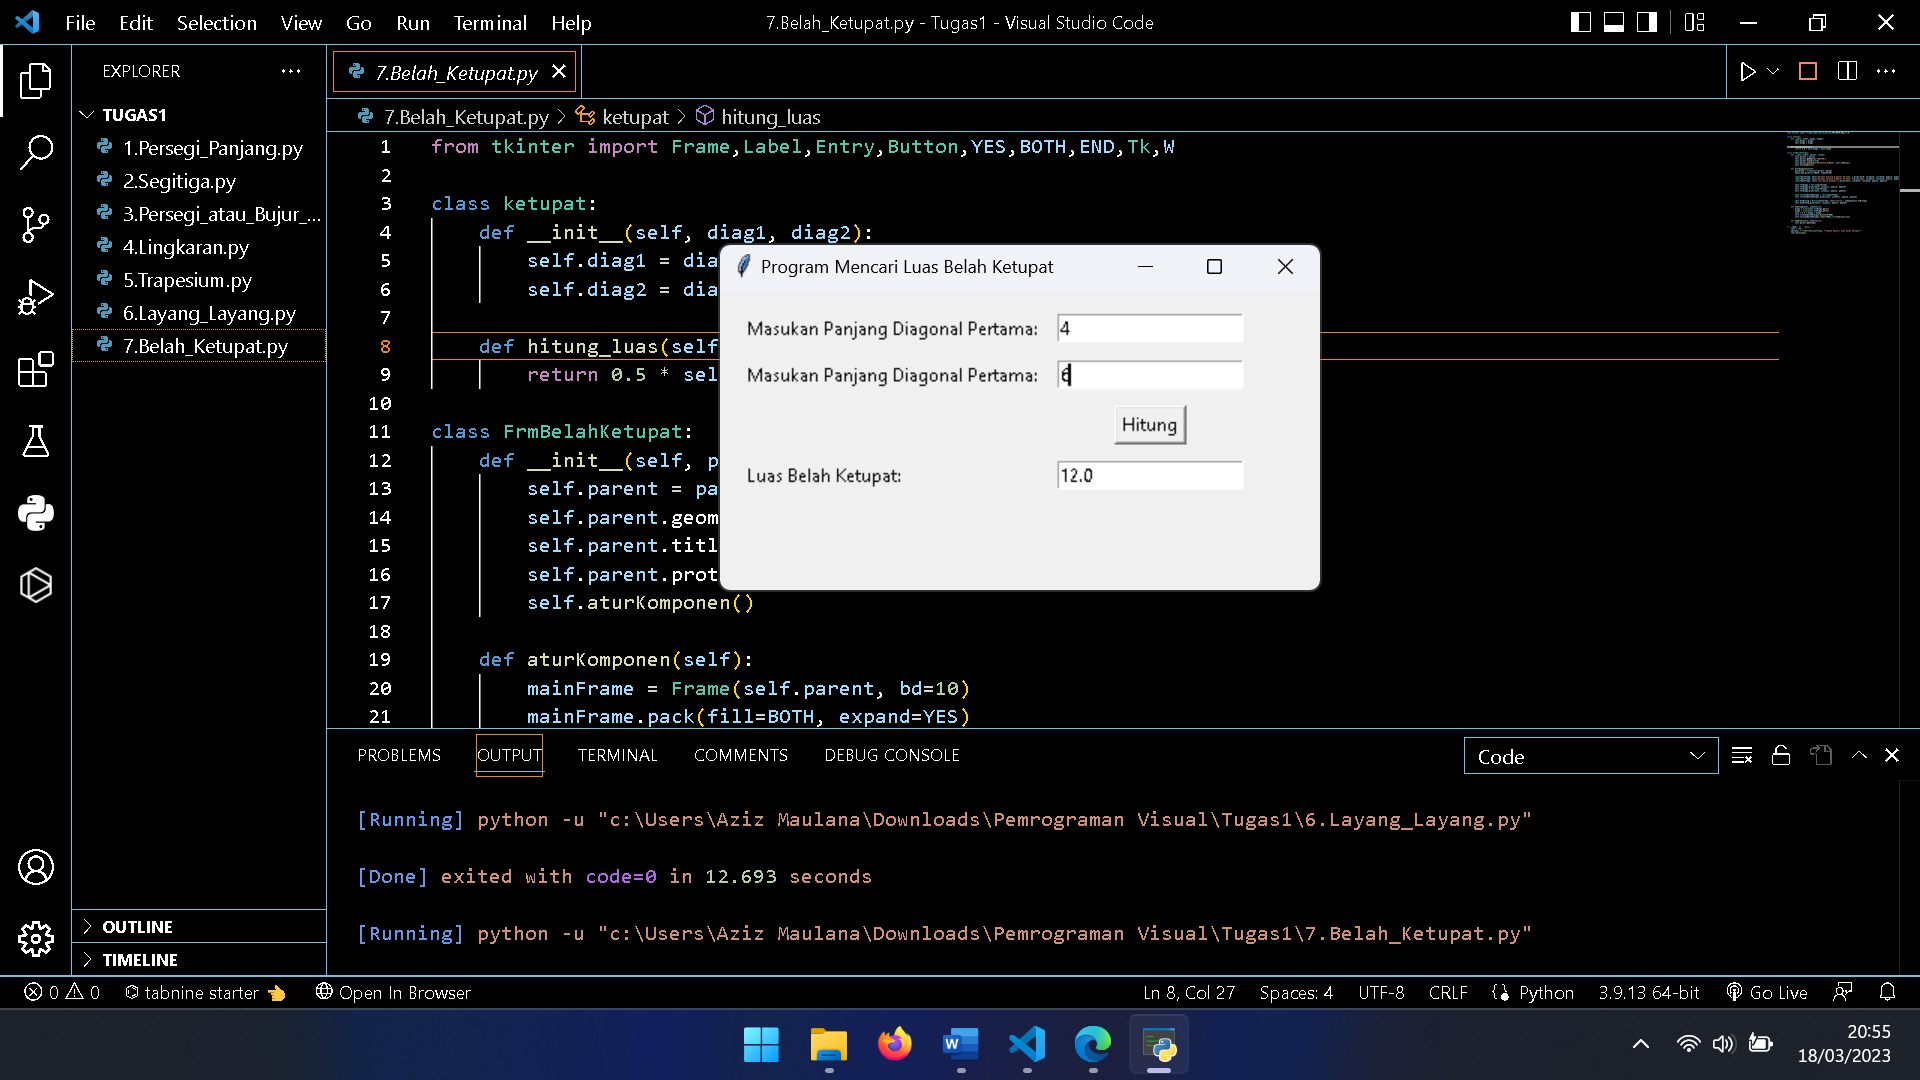 File Edit Selection View Go Run Terminal Help
7.Belah_Ketupat.py - Tugas1 - Visual Studio Code
EXPLORER
TUGAS1
1.Persegi_Panjang.py
2.Segitiga.py
3.Persegi_atau_Bujur_...
4.Lingkaran.py
5.Trapesium.py
6.Layang_Layang.py
7.Belah_Ketupat.py
OUTLINE
TIMELINE
7.Belah_Ketupat.py
7.Belah_Ketupat.py > ketupat > hitung_luas
1 from tkinter import Frame,Label,Entry,Button,YES,BOTH,END,Tk,W
2
3 class ketupat:
4 def __init__(self, diag1, diag2):
5 self.diag1 = dia
6 self.diag2 = dia
7
8 def hitung_luas(self
9 return 0.5 * sel
10
11 class FrmBelahKetupat:
12 def __init__(self, p
13 self.parent = pa
14 self.parent.geom
15 self.parent.titl
16 self.parent.prot
17 self.aturKomponen()
18
19 def aturKomponen(self):
20 mainFrame = Frame(self.parent, bd=10)
21 mainFrame.pack(fill=BOTH, expand=YES)
Program Mencari Luas Belah Ketupat
Masukan Panjang Diagonal Pertama: 4
Masukan Panjang Diagonal Pertama: 6
Hitung
Luas Belah Ketupat: 12.0
PROBLEMS OUTPUT TERMINAL COMMENTS DEBUG CONSOLE
Code
[Running] python -u "c:\Users\Aziz Maulana\Downloads\Pemrograman Visual\Tugas1\6.Layang_Layang.py"
[Done] exited with code=0 in 12.693 seconds
[Running] python -u "c:\Users\Aziz Maulana\Downloads\Pemrograman Visual\Tugas1\7.Belah_Ketupat.py"
0 0 tabnine starter 👈 Open In Browser
Ln 8, Col 27 Spaces: 4 UTF-8 CRLF Python 3.9.13 64-bit Go Live
20:55
18/03/2023